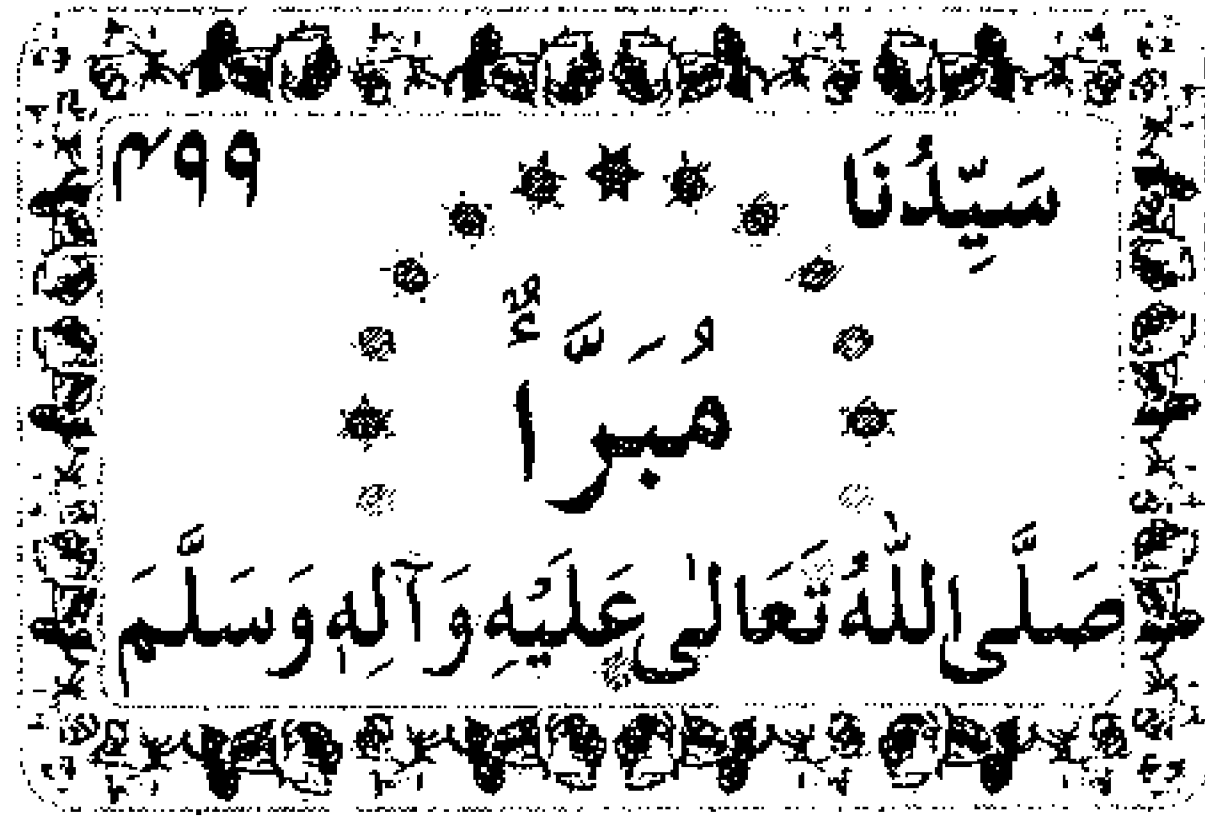 سَيِّدُنَا
۴۹۹
مُبَرَّأٌ
صَلَّى اللّٰهُ تَعَالٰى عَلَيْهِ وَآلِهٖ وَسَلَّمَ